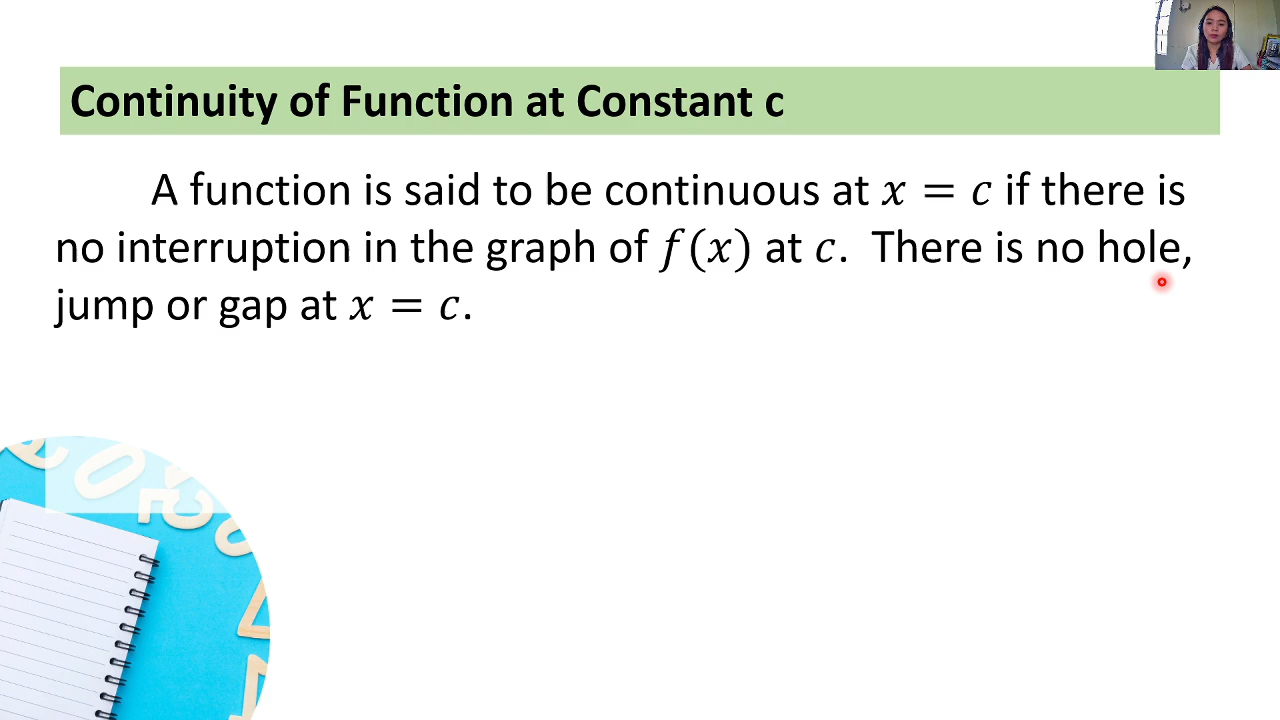 Continuity of Function at Constant c
A function is said to be continuous at x = c if there is
no interruption in the graph of f(x) at c. There is no hole,
jump or gap at x = c.